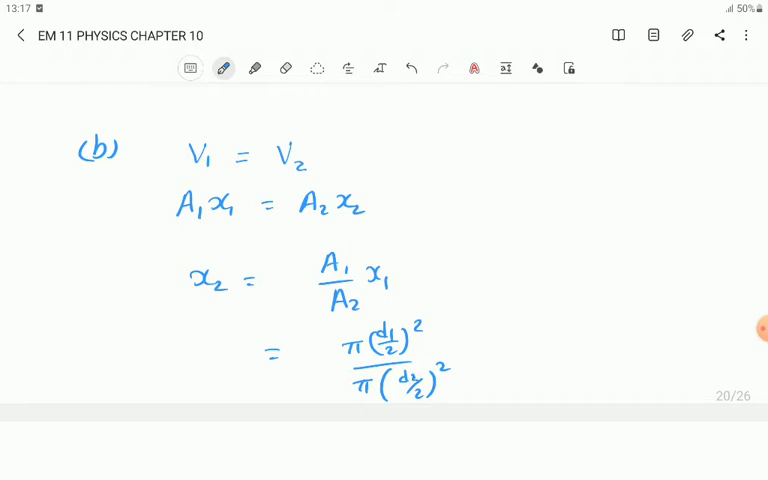 13:17 50%
EM 11 PHYSICS CHAPTER 10
(b) V₁ = V₂
A₁x₁ = A₂x₂
x₂ = A₁/A₂ x₁
= π(d₁/2)² / π(d₂/2)²
20/26